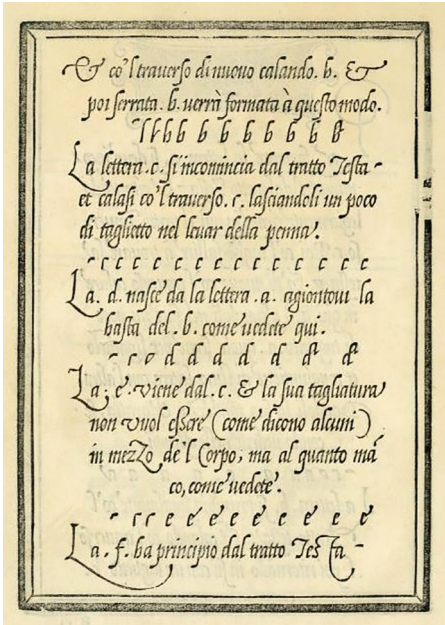 & co'l trauerso di nuouo calando. b. &
poi serrata. b. verrà formata à questo modo.
b b b b b b b b b
La lettera. c. si incomincia dal tratto Testa -
et calasi co'l trauerso. c. lasciandoli un poco
di taglietto nel leuar della penna.
- c c c c c c c c c c c c
La. d. nasce da la lettera. a. agiontoui la
hasta del. b. come uedete qui.
- c c o d d d d d d d
La; e. viene dal. c. & la sua tagliatura
non vuol essere (come dicono alcuni)
in mezZo de'l Corpo, ma al quanto mã
co, come uedete.
- c c e e e e e e e e
La. f. ha principio dal tratto Testa -